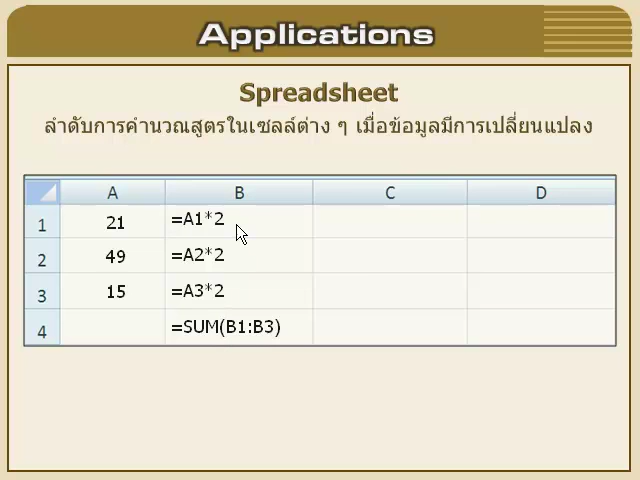 Applications
Spreadsheet
ลำดับการคำนวณสูตรในเซลล์ต่าง ๆ เมื่อข้อมูลมีการเปลี่ยนแปลง
A B C D
1 21 =A1*2
2 49 =A2*2
3 15 =A3*2
4 =SUM(B1:B3)